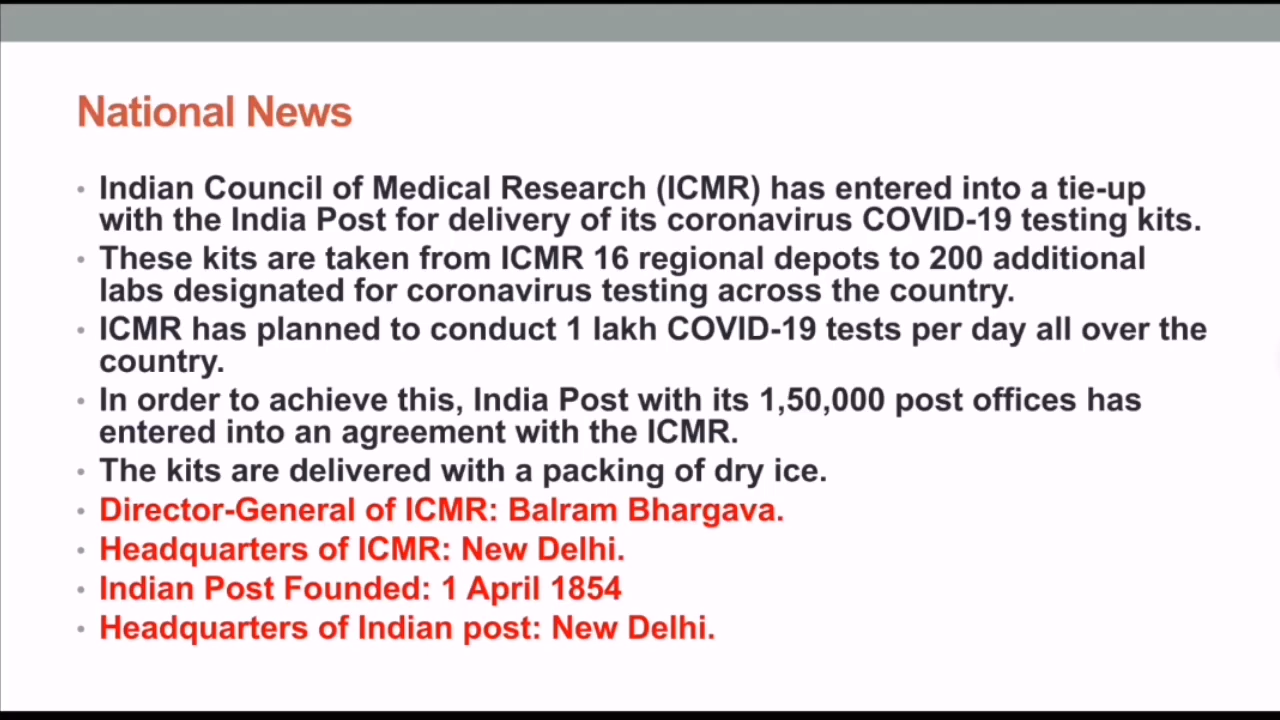 National News
• Indian Council of Medical Research (ICMR) has entered into a tie-up
with the India Post for delivery of its coronavirus COVID-19 testing kits.
• These kits are taken from ICMR 16 regional depots to 200 additional
labs designated for coronavirus testing across the country.
• ICMR has planned to conduct 1 lakh COVID-19 tests per day all over the
country.
• In order to achieve this, India Post with its 1,50,000 post offices has
entered into an agreement with the ICMR.
• The kits are delivered with a packing of dry ice.
• Director-General of ICMR: Balram Bhargava.
• Headquarters of ICMR: New Delhi.
• Indian Post Founded: 1 April 1854
• Headquarters of Indian post: New Delhi.